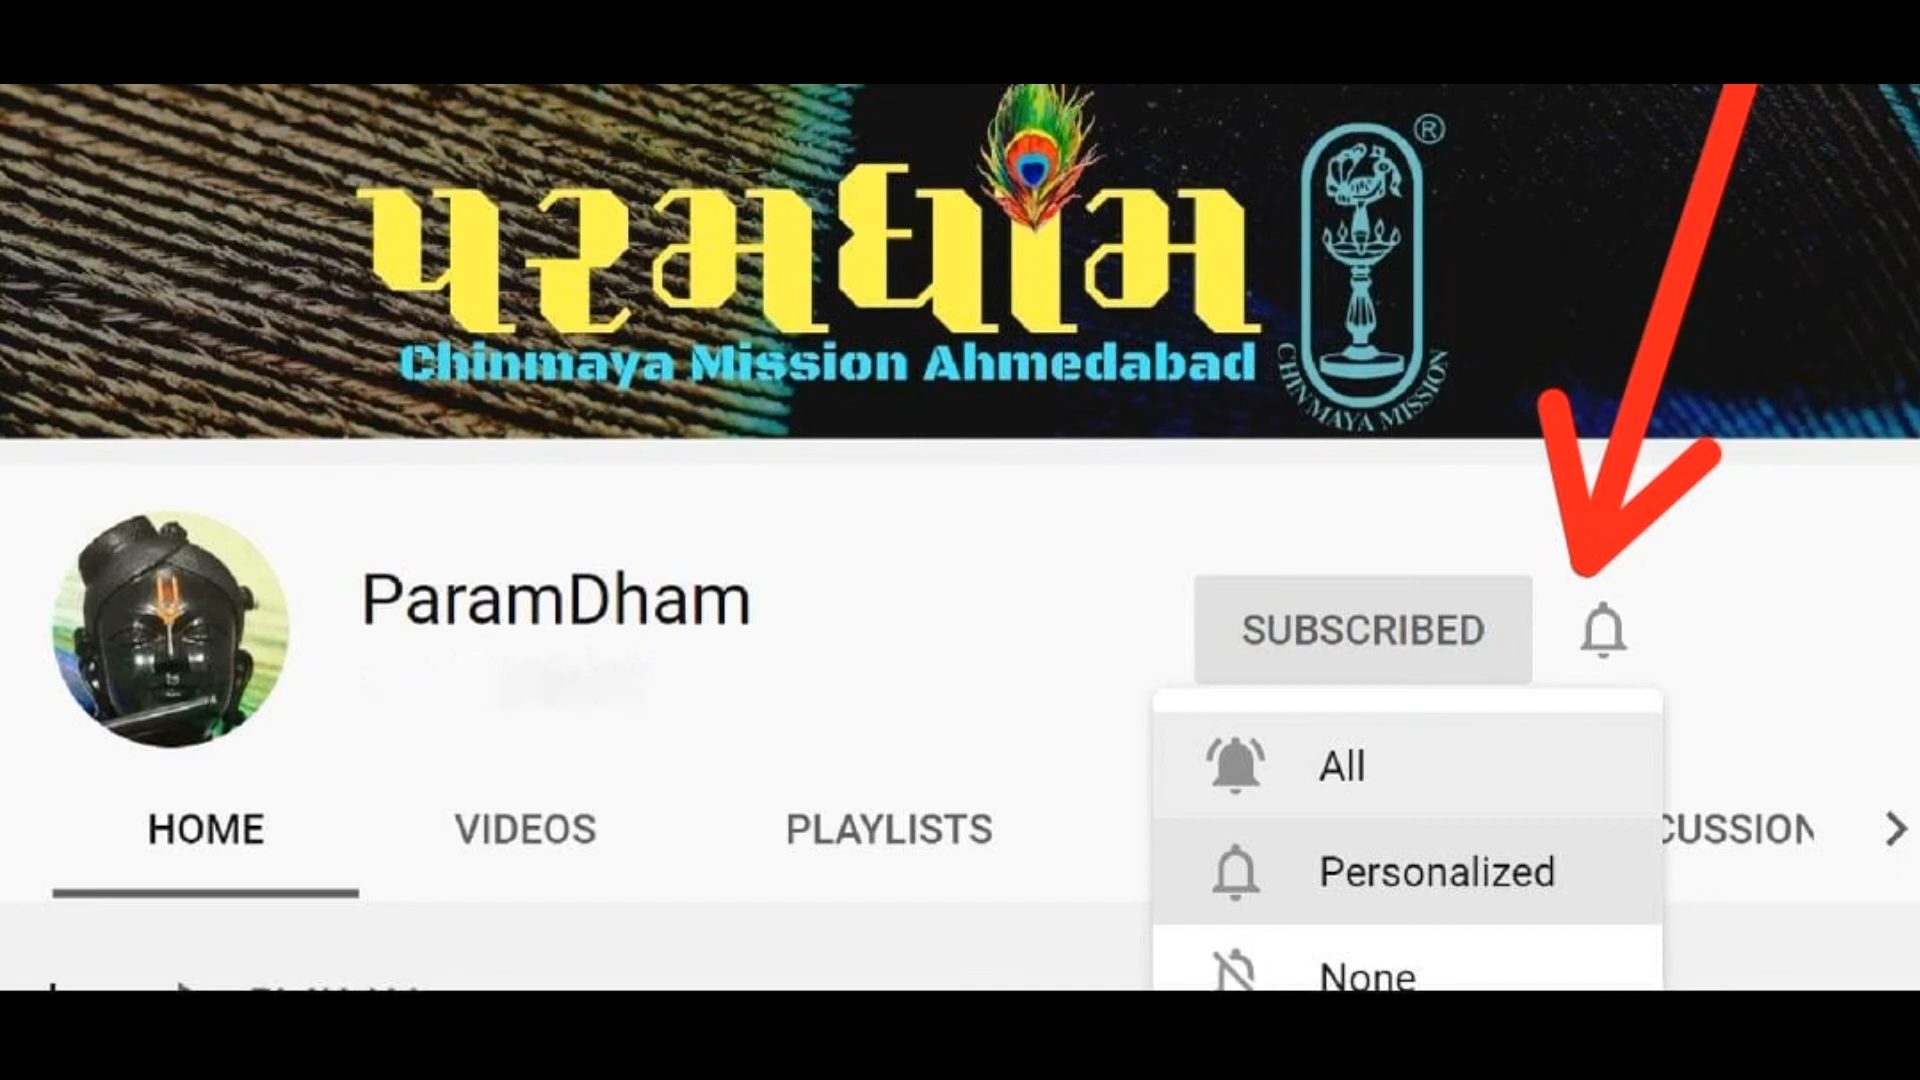 પરમધામ
Chinmaya Mission Ahmedabad
®
CHINMAYA MISSION
ParamDham
SUBSCRIBED
All
HOME VIDEOS PLAYLISTS CUSSION
Personalized
None